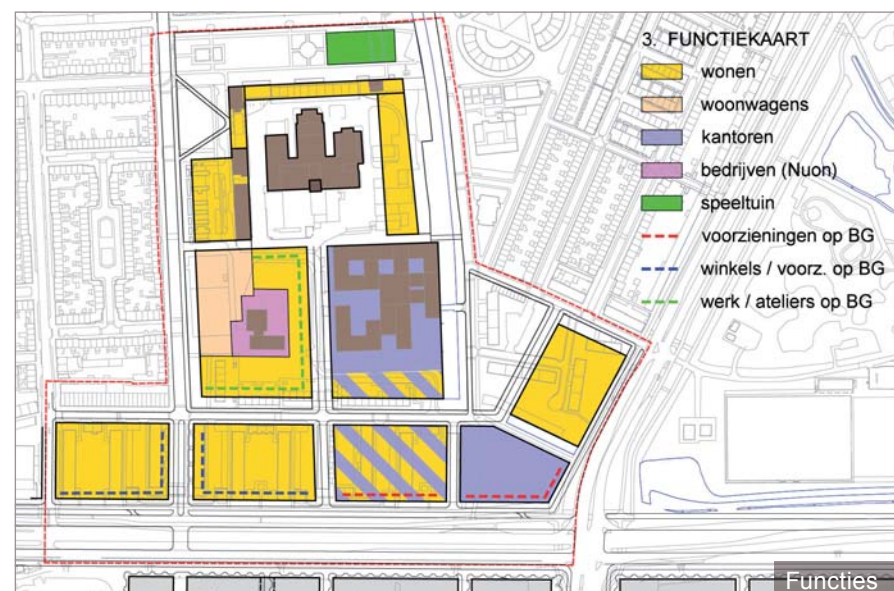 3. FUNCTIEKAART
wonen
woonwagens
kantoren
bedrijven (Nuon)
speeltuin
voorzieningen op BG
winkels / voorz. op BG
werk / ateliers op BG
Functies